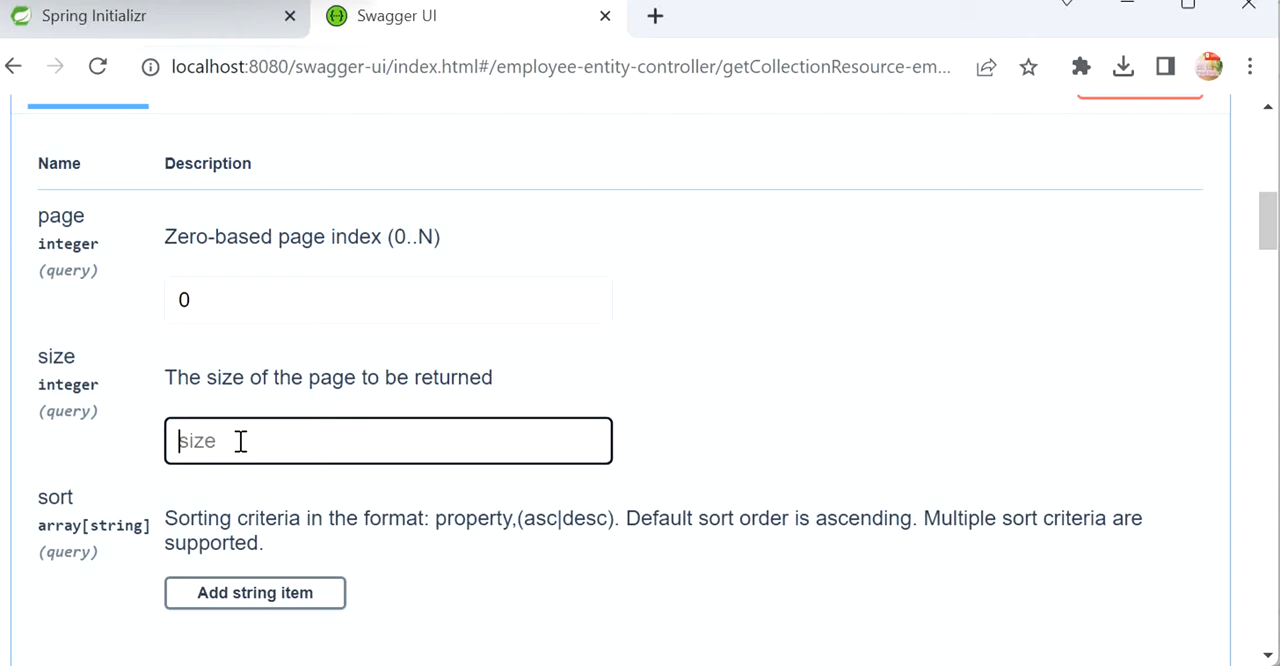 Spring Initializr
Swagger UI
localhost:8080/swagger-ui/index.html#/employee-entity-controller/getCollectionResource-em...
Name Description
page
integer
(query)
Zero-based page index (0..N)
0
size
integer
(query)
The size of the page to be returned
size
sort
array[string]
(query)
Sorting criteria in the format: property,(asc|desc). Default sort order is ascending. Multiple sort criteria are
supported.
Add string item